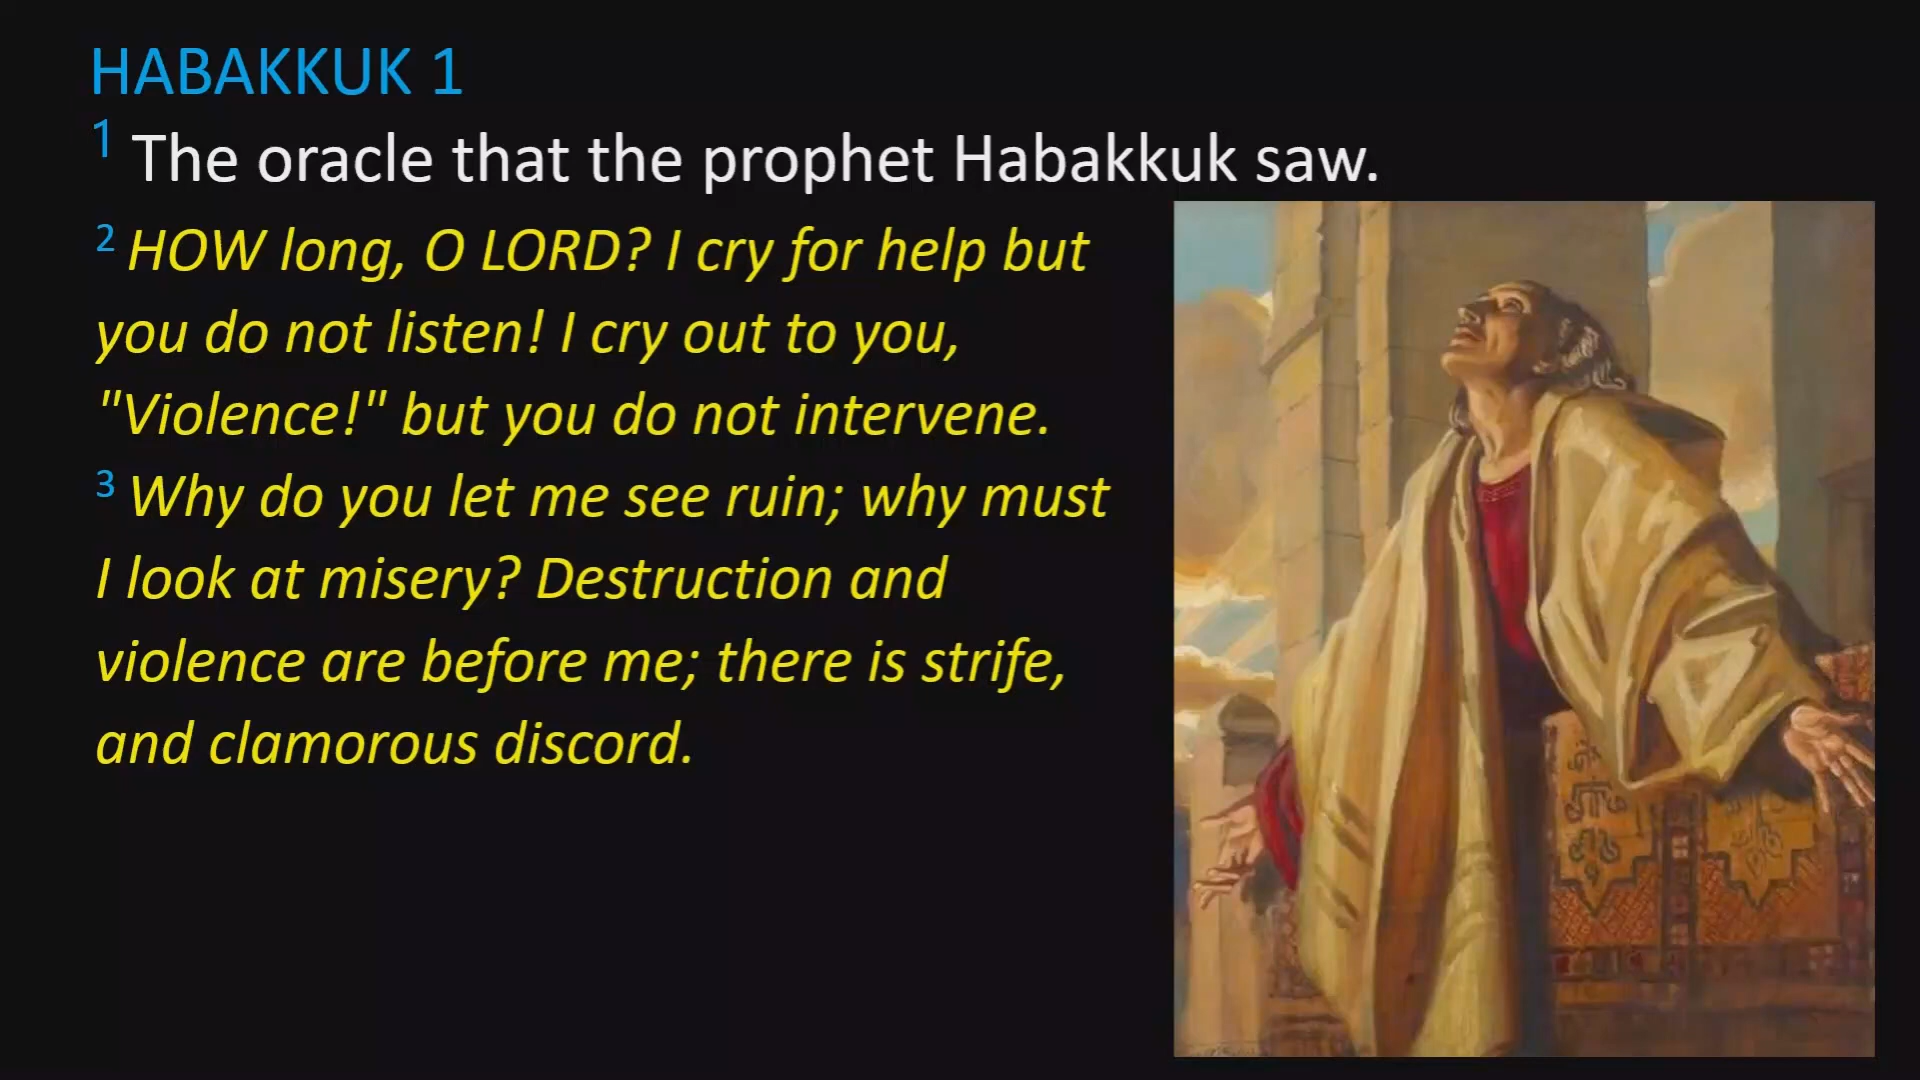 HABAKKUK 1
1 The oracle that the prophet Habakkuk saw.
2 HOW long, O LORD? I cry for help but
you do not listen! I cry out to you,
"Violence!" but you do not intervene.
3 Why do you let me see ruin; why must
I look at misery? Destruction and
violence are before me; there is strife,
and clamorous discord.